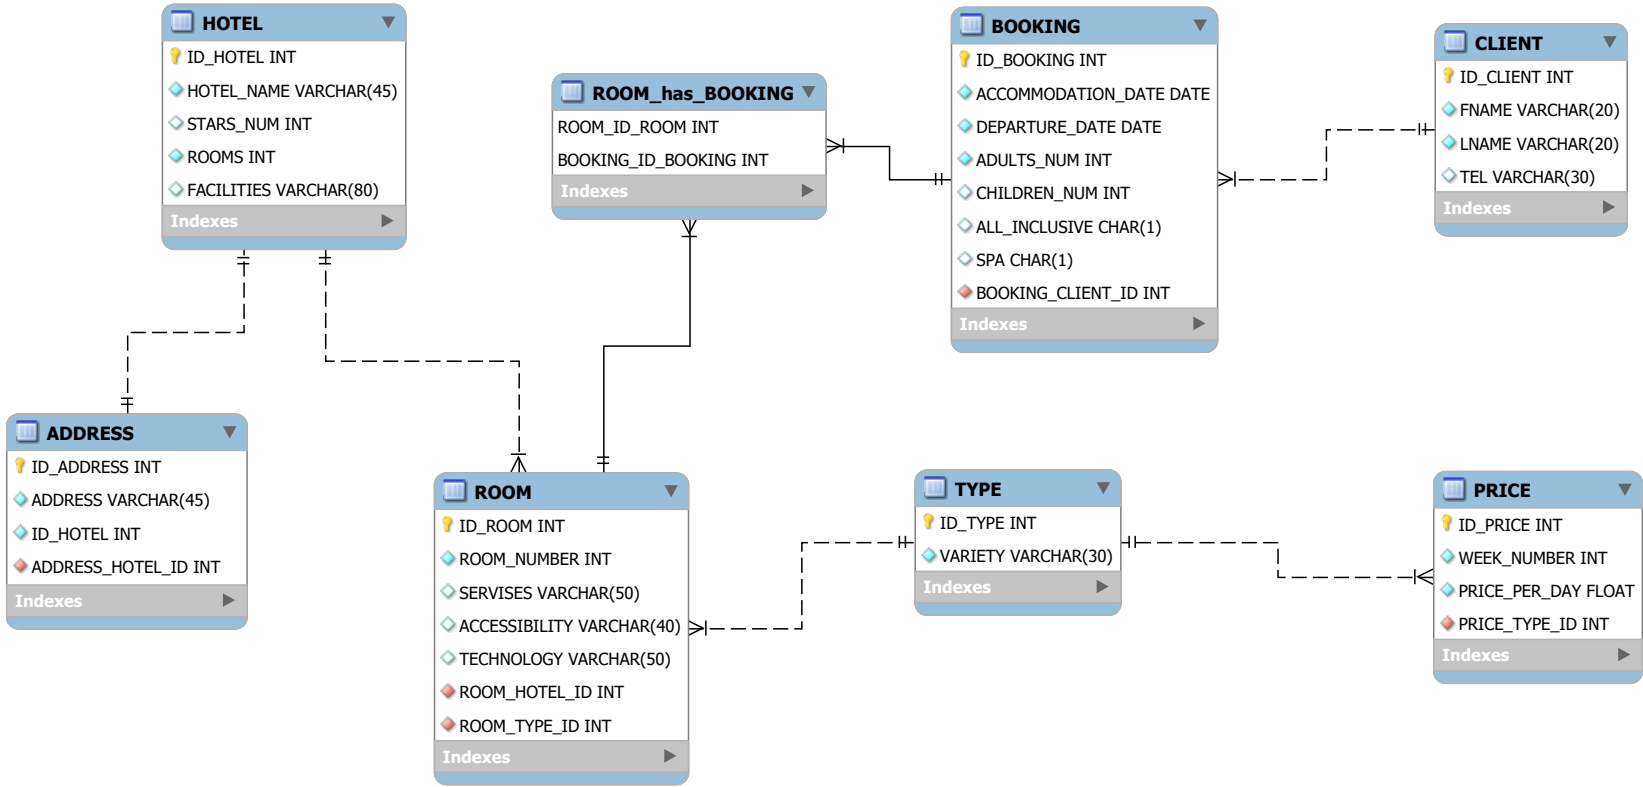 HOTEL
ID_HOTEL INT
HOTEL_NAME VARCHAR(45)
STARS_NUM INT
ROOMS INT
FACILITIES VARCHAR(80)
Indexes
ROOM_has_BOOKING
ROOM_ID_ROOM INT
BOOKING_ID_BOOKING INT
Indexes
BOOKING
ID_BOOKING INT
ACCOMMODATION_DATE DATE
DEPARTURE_DATE DATE
ADULTS_NUM INT
CHILDREN_NUM INT
ALL_INCLUSIVE CHAR(1)
SPA CHAR(1)
BOOKING_CLIENT_ID INT
Indexes
CLIENT
ID_CLIENT INT
FNAME VARCHAR(20)
LNAME VARCHAR(20)
TEL VARCHAR(30)
Indexes
ADDRESS
ID_ADDRESS INT
ADDRESS VARCHAR(45)
ID_HOTEL INT
ADDRESS_HOTEL_ID INT
Indexes
ROOM
ID_ROOM INT
ROOM_NUMBER INT
SERVISES VARCHAR(50)
ACCESSIBILITY VARCHAR(40)
TECHNOLOGY VARCHAR(50)
ROOM_HOTEL_ID INT
ROOM_TYPE_ID INT
Indexes
TYPE
ID_TYPE INT
VARIETY VARCHAR(30)
Indexes
PRICE
ID_PRICE INT
WEEK_NUMBER INT
PRICE_PER_DAY FLOAT
PRICE_TYPE_ID INT
Indexes